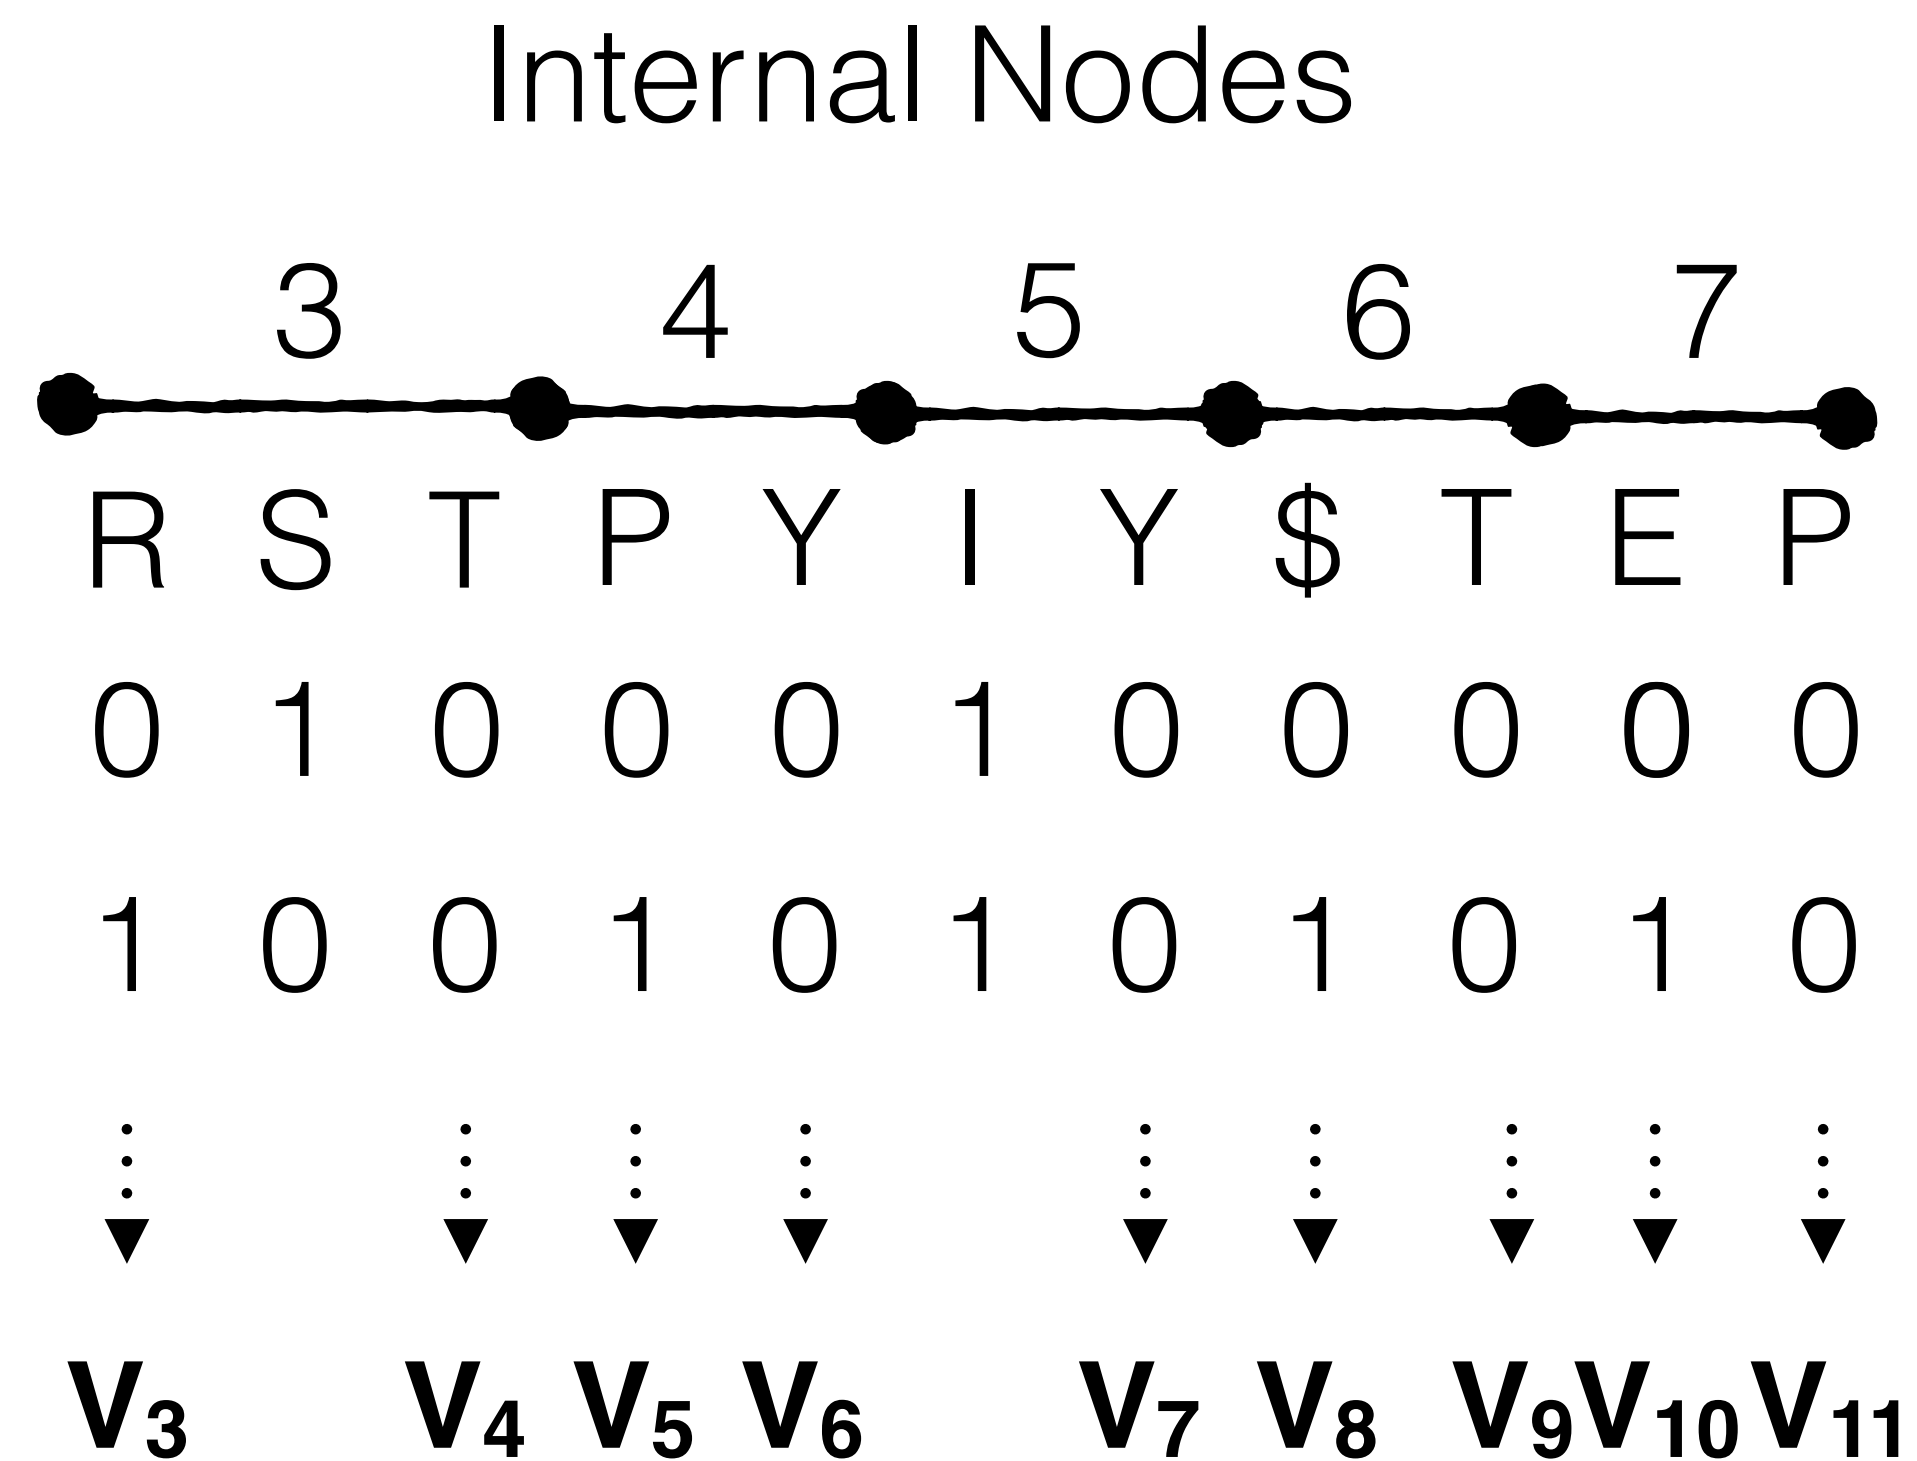 Internal Nodes
3 4 5 6 7
R S T P Y I Y $ T E P
0 1 0 0 0 1 0 0 0 0 0
1 0 0 1 0 1 0 1 0 1 0
V3 V4 V5 V6 V7 V8 V9 V10 V11